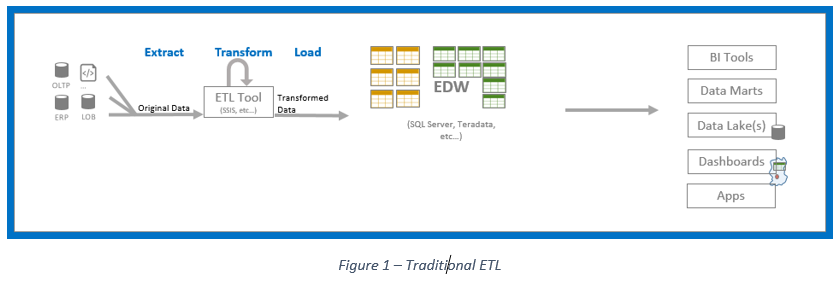 Extract Transform Load
OLTP
...
ERP LOB
Original Data
ETL Tool
(SSIS, etc...)
Transformed
Data
EDW
(SQL Server, Teradata,
etc...)
BI Tools
Data Marts
Data Lake(s)
Dashboards
Apps
Figure 1 – Traditional ETL